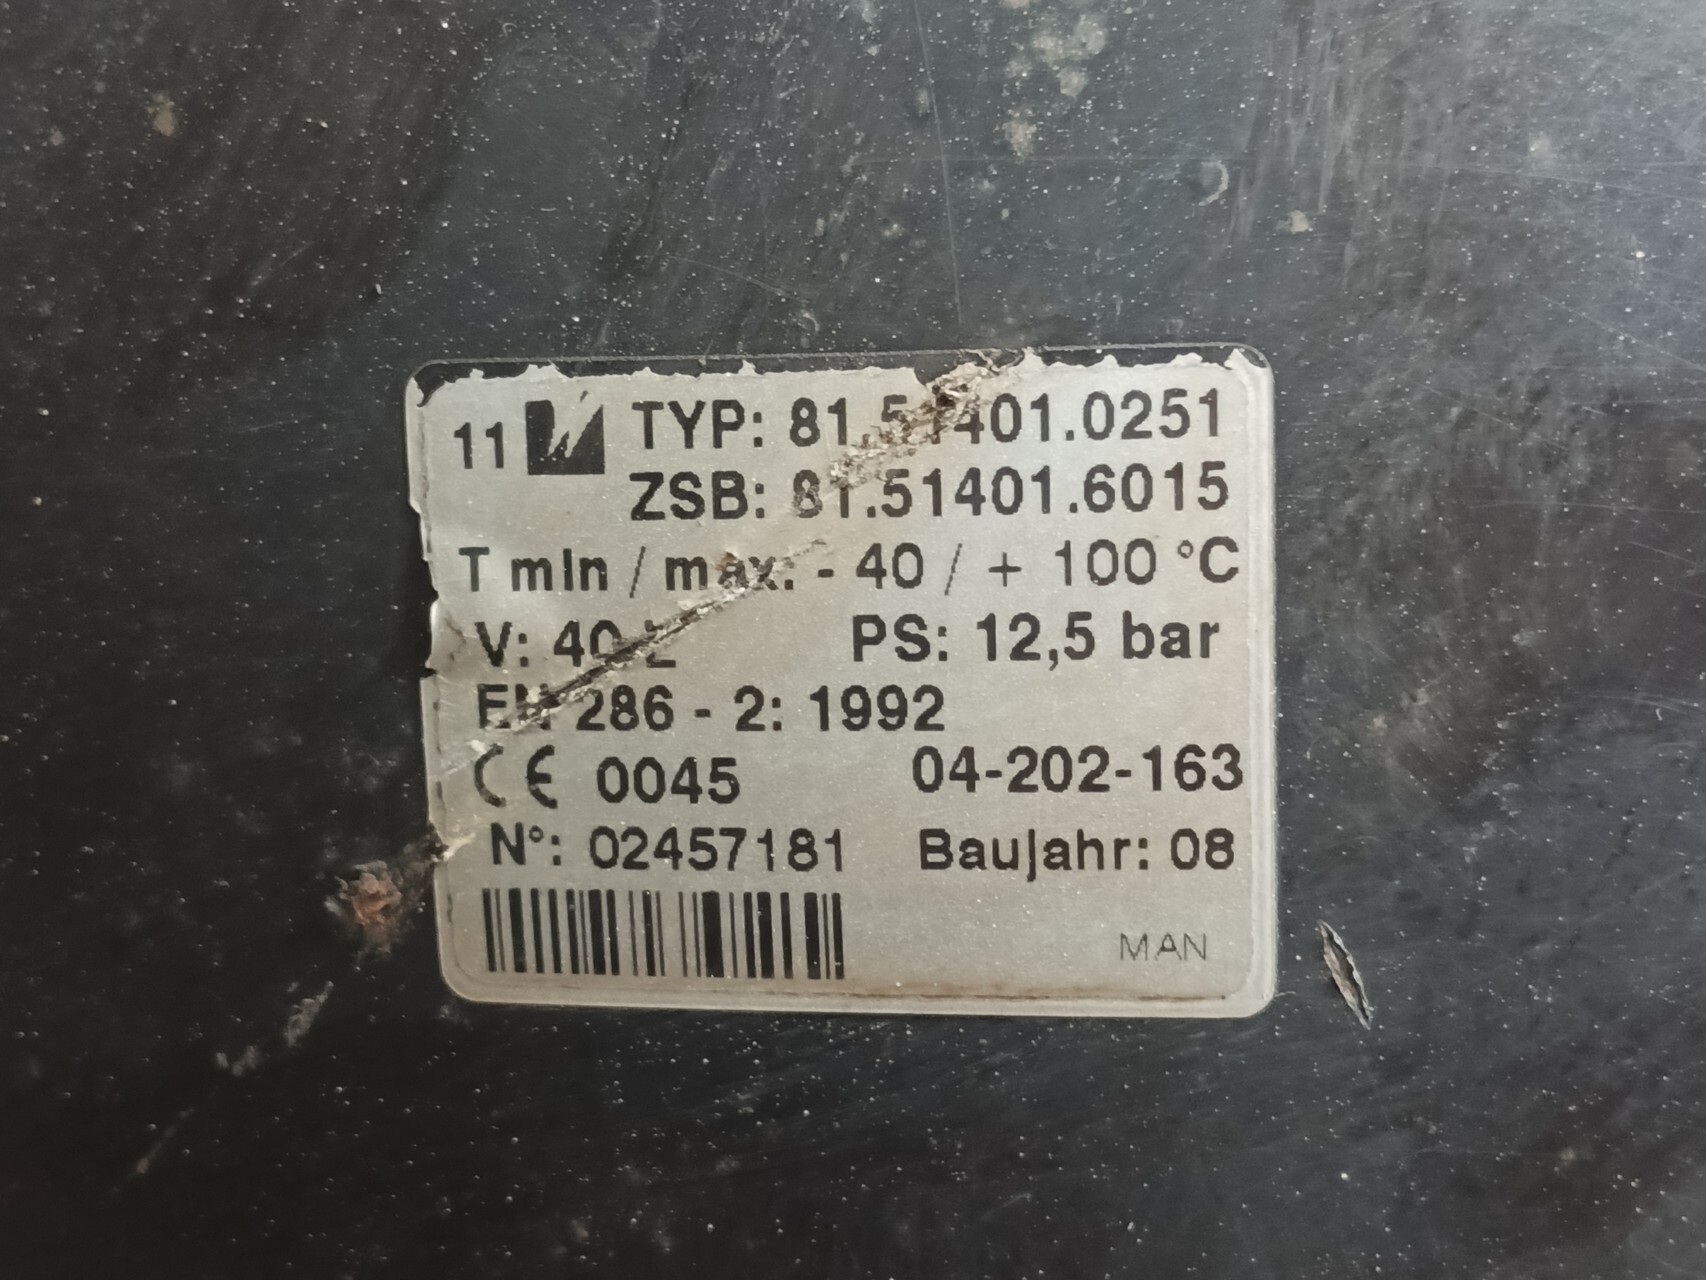 11 TYP: 81.51401.0251
ZSB: 81.51401.6015
T min / max: - 40 / + 100 °C
V: 40 L PS: 12,5 bar
EN 286 - 2: 1992
CE 0045 04-202-163
N°: 02457181 Baujahr: 08
MAN